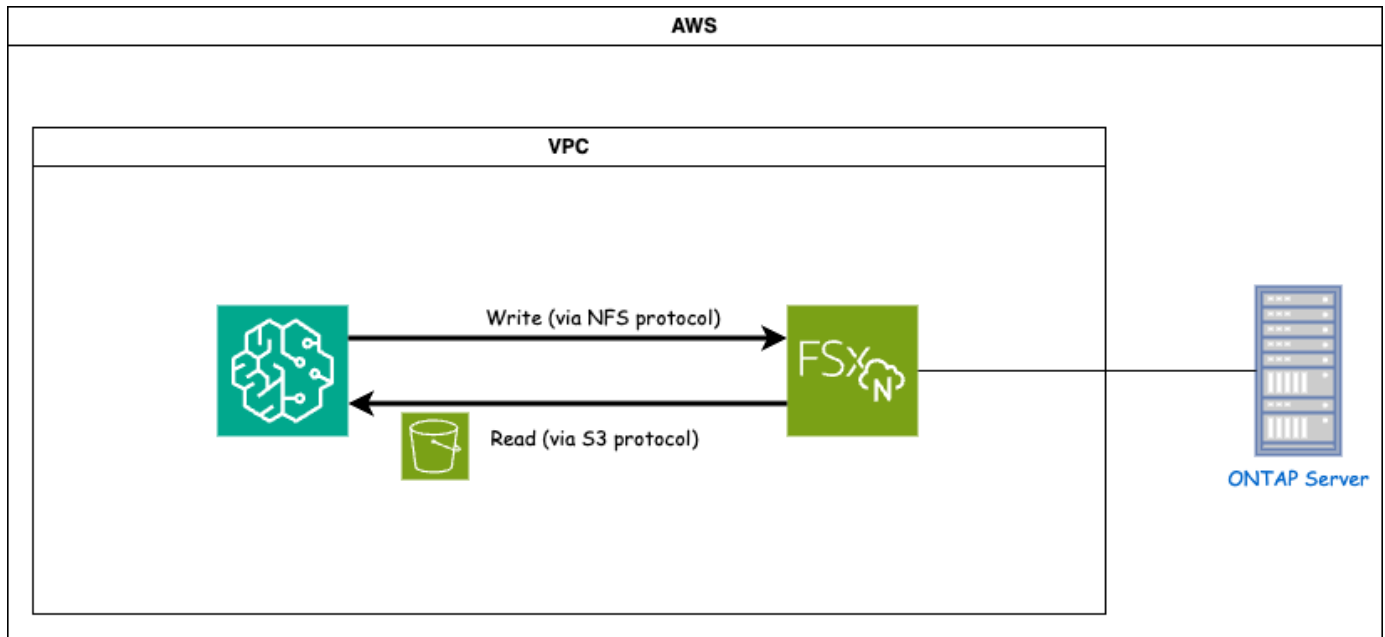 AWS
VPC
Write (via NFS protocol)
FSx
N
Read (via S3 protocol)
ONTAP Server